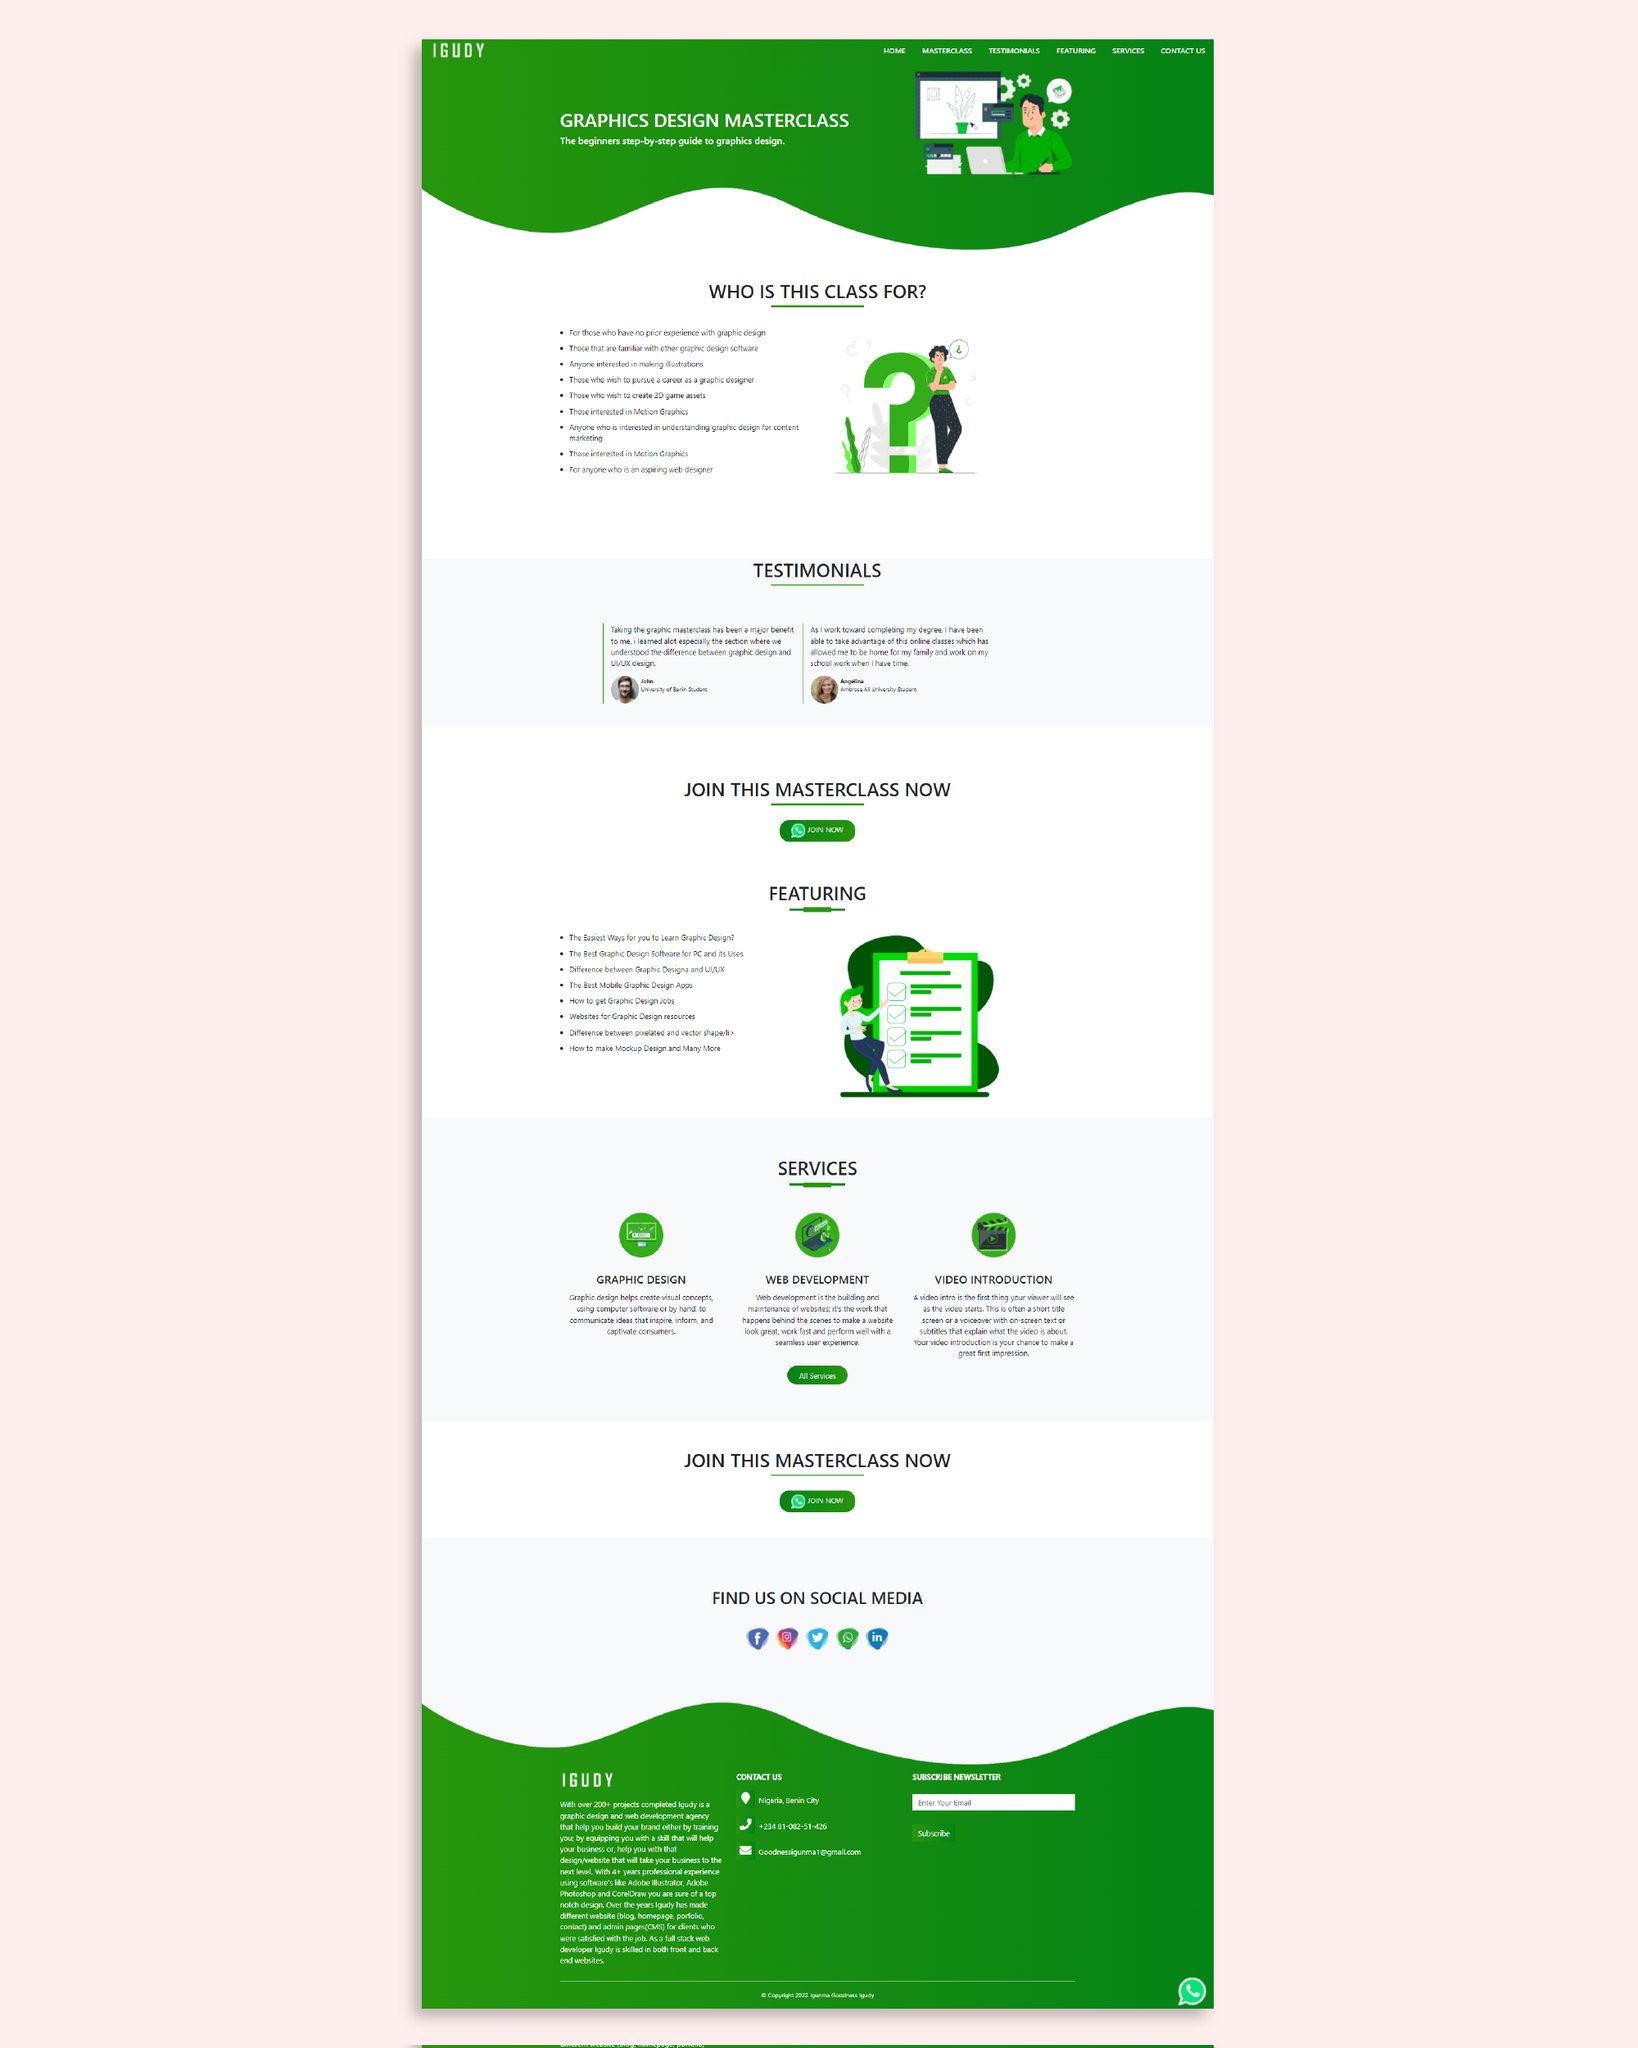 IGUDY
HOME MASTERCLASS TESTIMONIALS FEATURING SERVICES CONTACT US
GRAPHICS DESIGN MASTERCLASS
The beginners step-by-step guide to graphics design.
WHO IS THIS CLASS FOR?
For those who have no prior experience with graphic design
Those that are familiar with other graphic design software
Anyone interested in making illustrations
Those who wish to pursue a career as a graphic designer
Those who wish to create 2D game assets
Those interested in Motion Graphics
Anyone who is interested in understanding graphic design for content
marketing
Those interested in Motion Graphics
For anyone who is an aspiring web designer
TESTIMONIALS
Taking the graphic masterclass has been a major benefit
to me, i learned alot especially the section where we
understood the difference between graphic design and
UI/UX design.
John
University of Benin Student
As I work toward completing my degree, I have been
able to take advantage of this online classes which has
allowed me to be home for my family and work on my
school work when I have time.
Angelina
Ambrose Ali University Student
JOIN THIS MASTERCLASS NOW
JOIN NOW
FEATURING
The Easiest Ways for you to Learn Graphic Design?
The Best Graphic Design Software for PC and its Uses
Difference between Graphic Designa and UI/UX
The Best Mobile Graphic Design Apps
How to get Graphic Design Jobs
Websites for Graphic Design resources
Difference between pixelated and vector shape/li>
How to make Mockup Design and Many More
SERVICES
GRAPHIC DESIGN
Graphic design helps create visual concepts,
using computer software or by hand, to
communicate ideas that inspire, inform, and
captivate consumers.
WEB DEVELOPMENT
Web development is the building and
maintenance of websites; it's the work that
happens behind the scenes to make a website
look great, work fast and perform well with a
seamless user experience.
VIDEO INTRODUCTION
A video intro is the first thing your viewer will see
as the video starts. This is often a short title
screen or a voiceover with on-screen text or
subtitles that explain what the video is about.
Your video introduction is your chance to make a
great first impression.
All Services
JOIN THIS MASTERCLASS NOW
JOIN NOW
FIND US ON SOCIAL MEDIA
IGUDY
With over 200+ projects completed Igudy is a
graphic design and web development agency
that help you build your brand either by training
you; by equipping you with a skill that will help
your business or, help you with that
design/website that will take your business to the
next level. With 4+ years professional experience
using software's like Adobe Illustrator, Adobe
Photoshop and CorelDraw you are sure of a top
notch design. Over the years Igudy has made
different website (blog, homepage, porfolio,
contact) and admin pages(CMS) for clients who
were satisfied with the job. As a full stack web
developer Igudy is skilled in both front and back
end websites.
CONTACT US
Nigeria, Benin City
+234 81-082-51-426
Goodnessigunma1@gmail.com
SUBSCRIBE NEWSLETTER
Enter Your Email
Subscribe
© Copyright 2022 Igunma Goodness Igudy